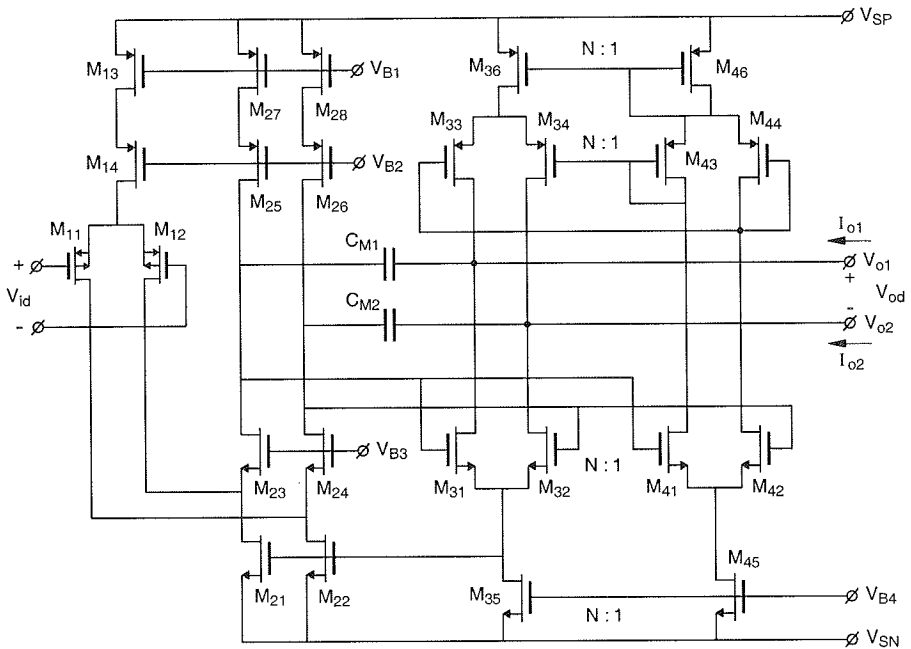 V_SP
N : 1
M13
M36
M46
V_B1
M27
M28
M33
M34
M44
N : 1
M14
V_B2
M43
M25
M26
M11
M12
C_M1
I_o1
+
V_o1
+
V_id
C_M2
V_od
-
-
V_o2
I_o2
V_B3
M23
M24
M31
M32
N : 1
M41
M42
M45
M21
M22
M35
V_B4
N : 1
V_SN